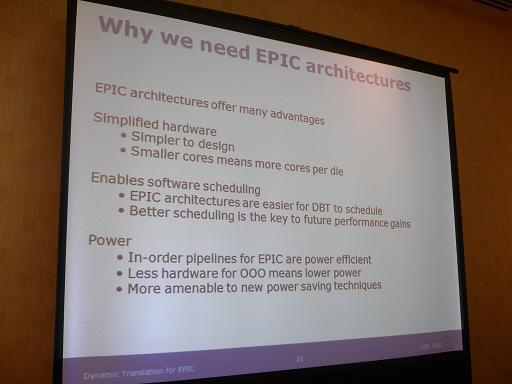 Why we need EPIC architectures
EPIC architectures offer many advantages
Simplified hardware
• Simpler to design
• Smaller cores means more cores per die
Enables software scheduling
• EPIC architectures are easier for DBT to schedule
• Better scheduling is the key to future performance gains
Power
• In-order pipelines for EPIC are power efficient
• Less hardware for OOO means lower power
• More amenable to new power saving techniques
Dynamic Translation for EPIC
25